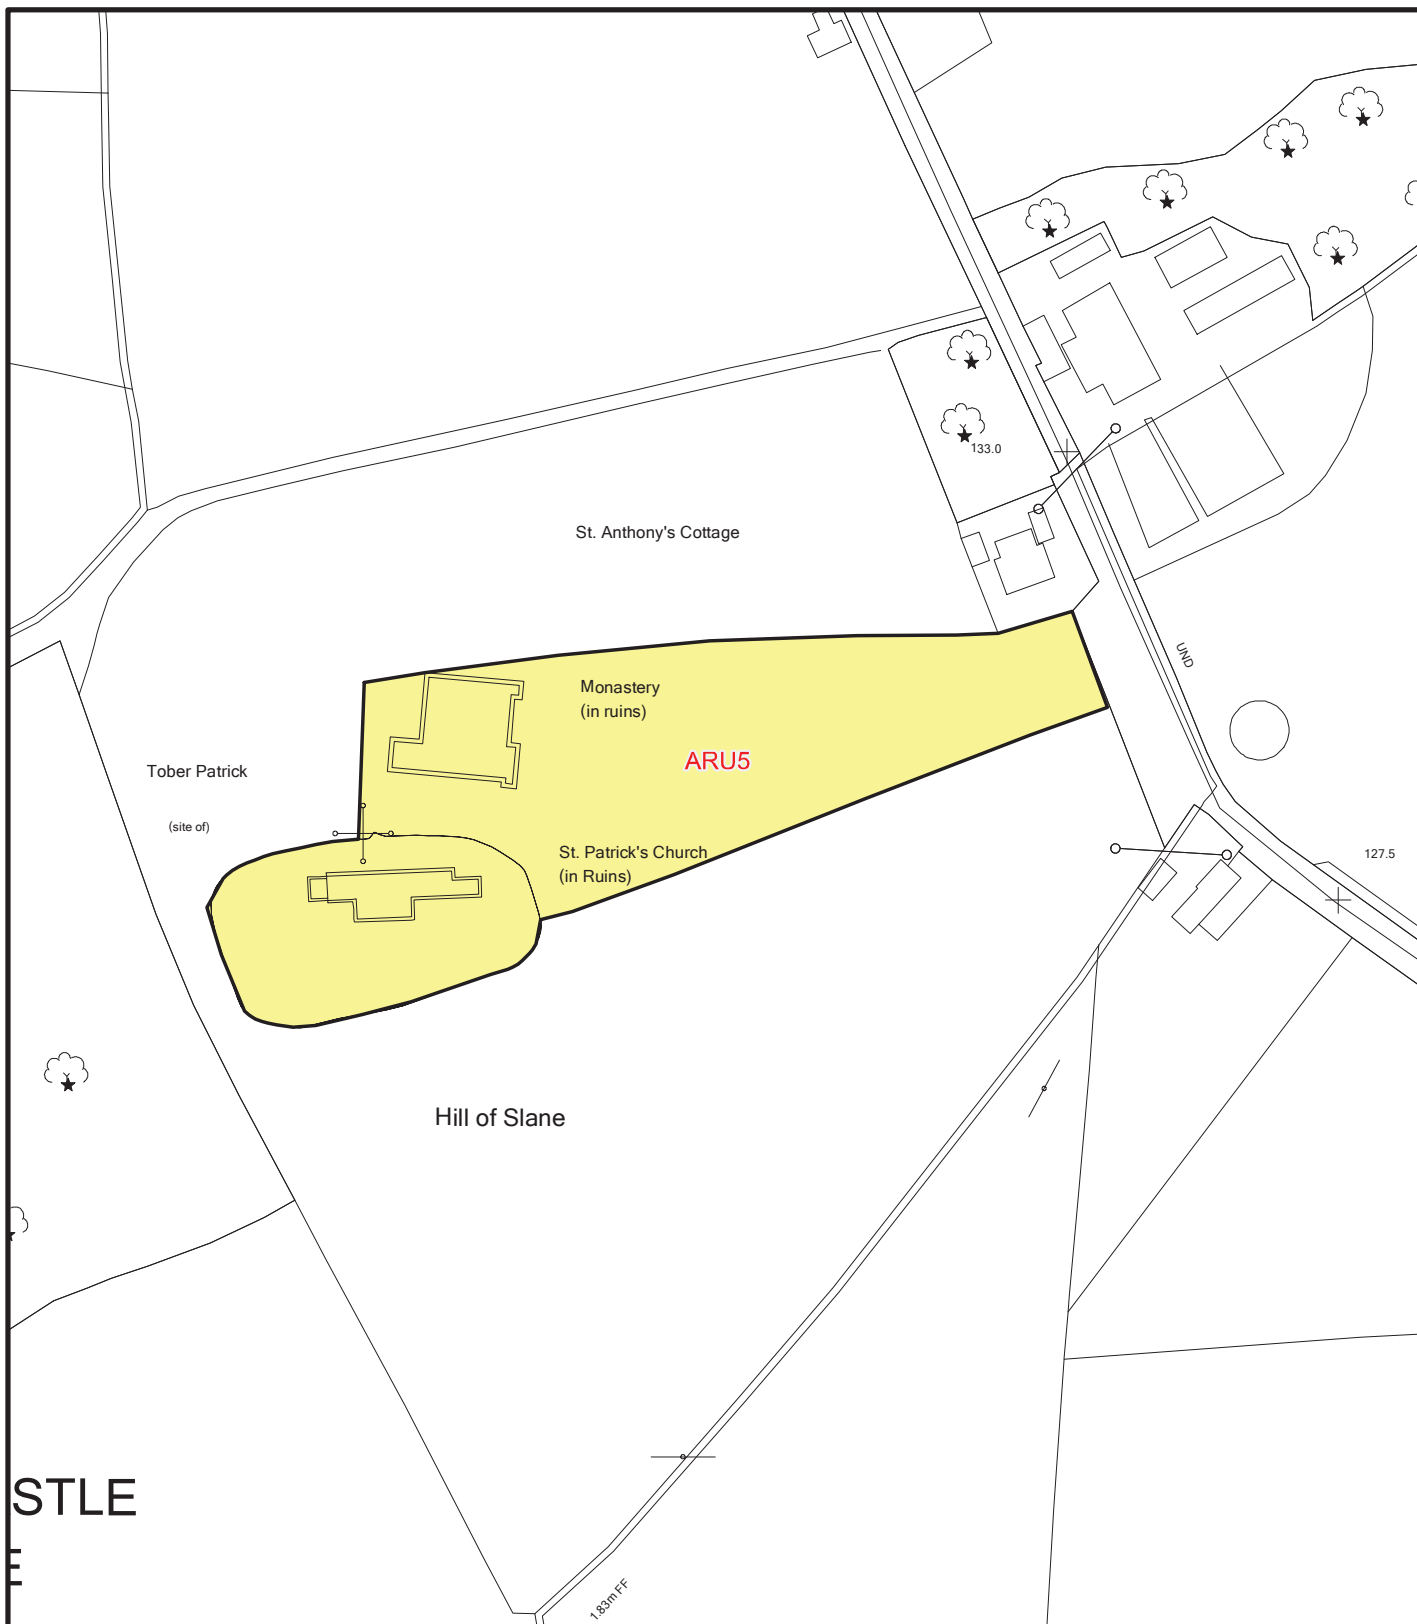 133.0
St. Anthony's Cottage
UND
Monastery
(in ruins)
ARU5
Tober Patrick
(site of)
St. Patrick's Church
(in Ruins)
127.5
Hill of Slane
STLE
E
1.83m FF